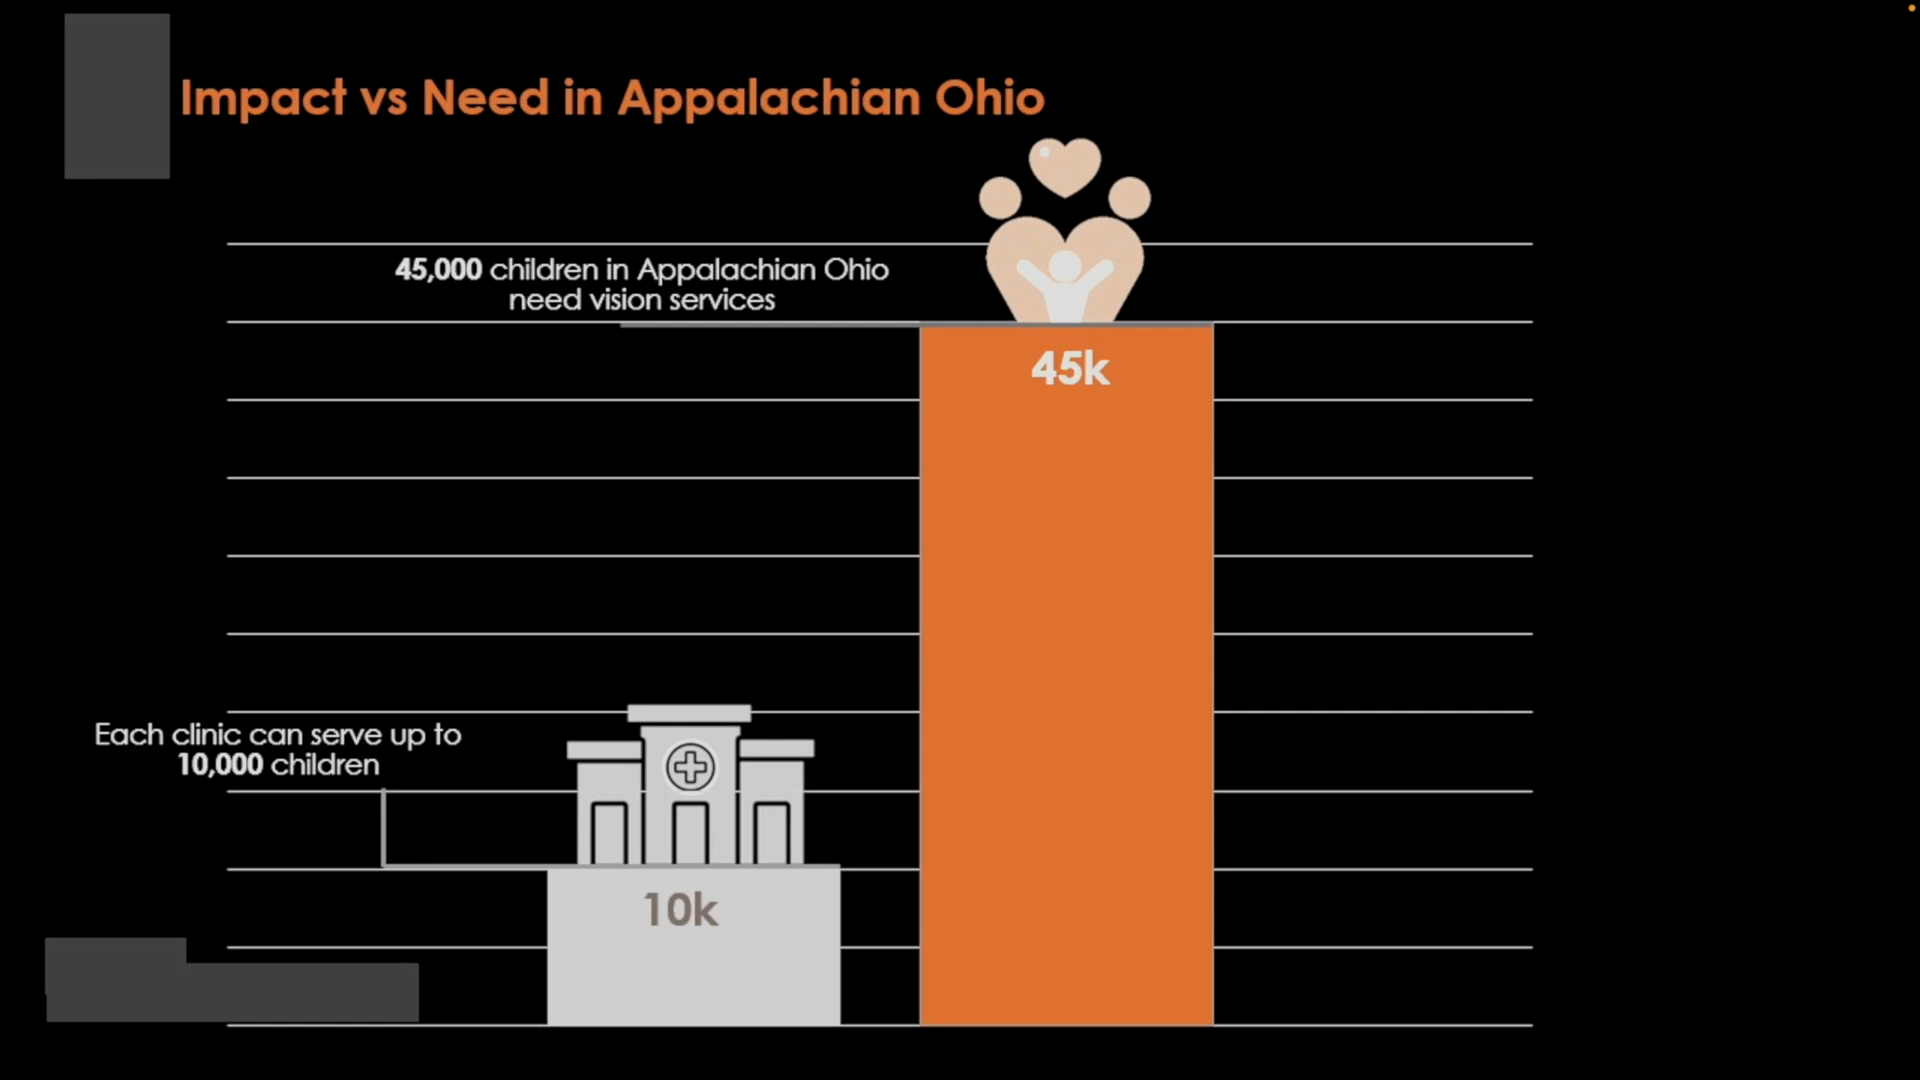 Impact vs Need in Appalachian Ohio
45,000 children in Appalachian Ohio
need vision services
45k
Each clinic can serve up to
10,000 children
10k